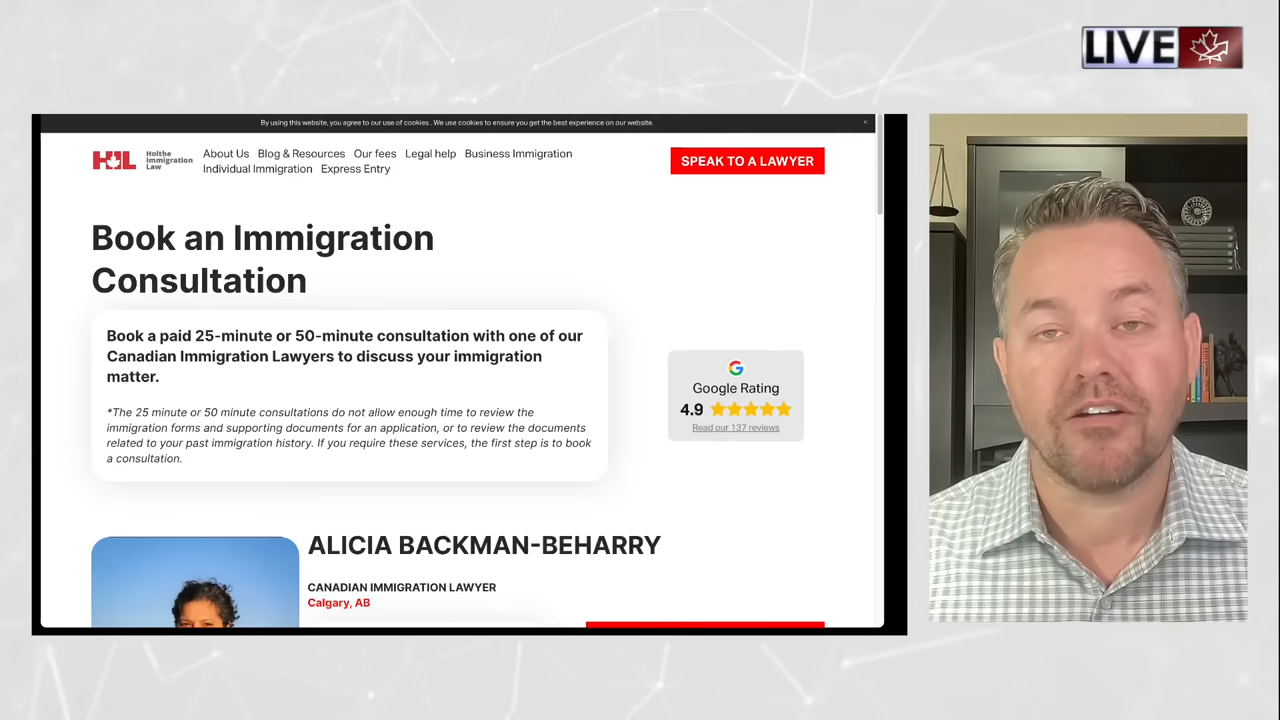 LIVE
By using this website, you agree to our use of cookies . We use cookies to ensure you get the best experience on our website.
×
HIL
Holthe
Immigration
Law
About Us Blog & Resources Our fees Legal help Business Immigration
Individual Immigration Express Entry
SPEAK TO A LAWYER
Book an Immigration
Consultation
Book a paid 25-minute or 50-minute consultation with one of our
Canadian Immigration Lawyers to discuss your immigration
matter.
*The 25 minute or 50 minute consultations do not allow enough time to review the
immigration forms and supporting documents for an application, or to review the documents
related to your past immigration history. If you require these services, the first step is to book
a consultation.
Google Rating
4.9
Read our 137 reviews
ALICIA BACKMAN-BEHARRY
CANADIAN IMMIGRATION LAWYER
Calgary, AB